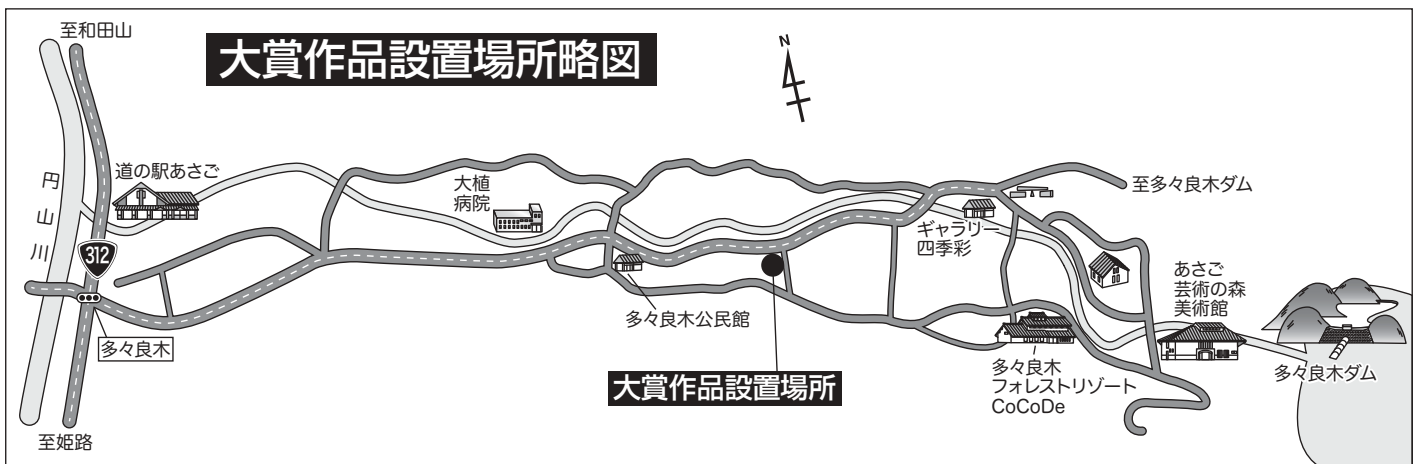 至和田山
大賞作品設置場所略図
N
円山川
道の駅あさご
312
大植
病院
至多々良木ダム
ギャラリー
四季彩
あさご
芸術の森
美術館
多々良木公民館
多々良木
大賞作品設置場所
多々良木
フォレストリゾート
CoCoDe
多々良木ダム
至姫路